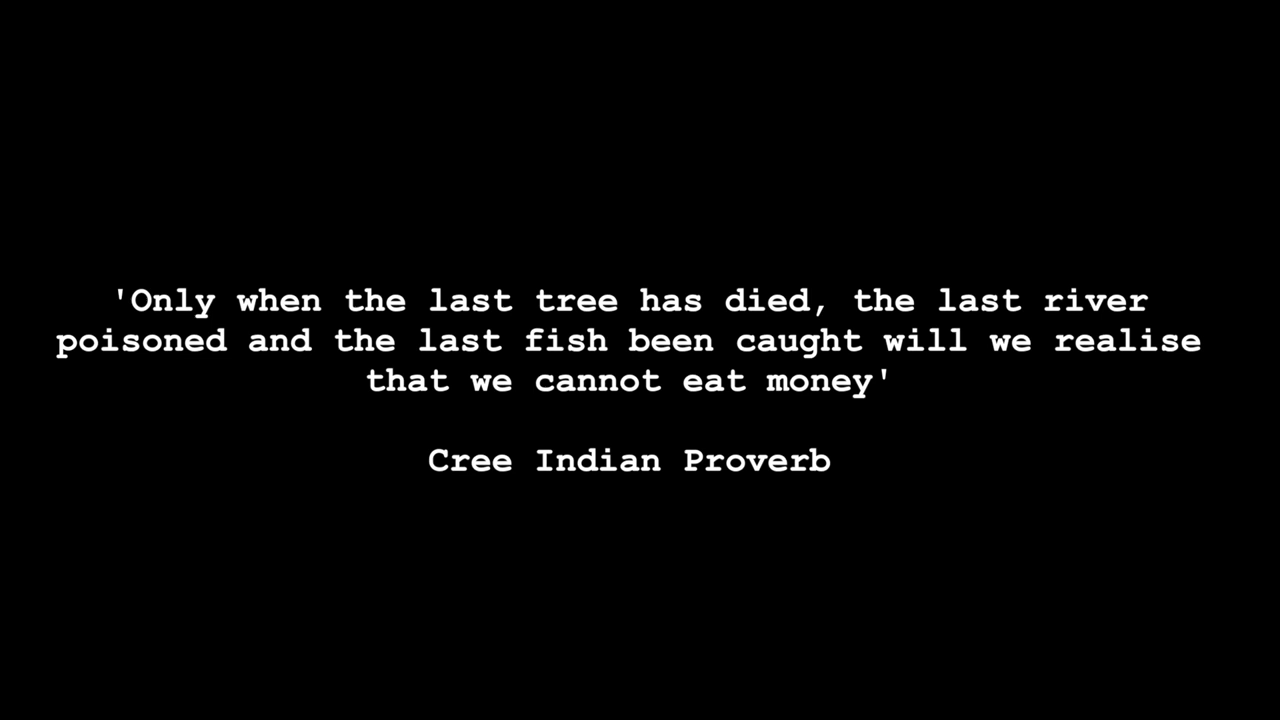 'Only when the last tree has died, the last river
poisoned and the last fish been caught will we realise
that we cannot eat money'
Cree Indian Proverb